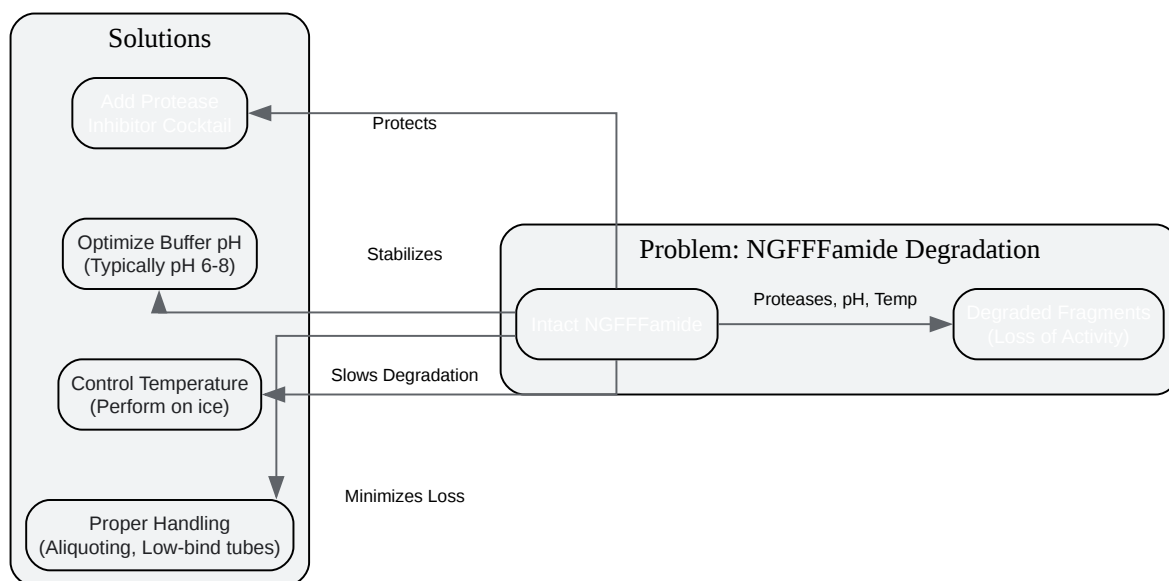 Solutions
Add Protease
Inhibitor Cocktail
Protects
Optimize Buffer pH
(Typically pH 6-8)
Stabilizes
Problem: NGFFFamide Degradation
Intact NGFFFamide
Proteases, pH, Temp
Degraded Fragments
(Loss of Activity)
Control Temperature
(Perform on ice)
Slows Degradation
Proper Handling
(Aliquoting, Low-bind tubes)
Minimizes Loss